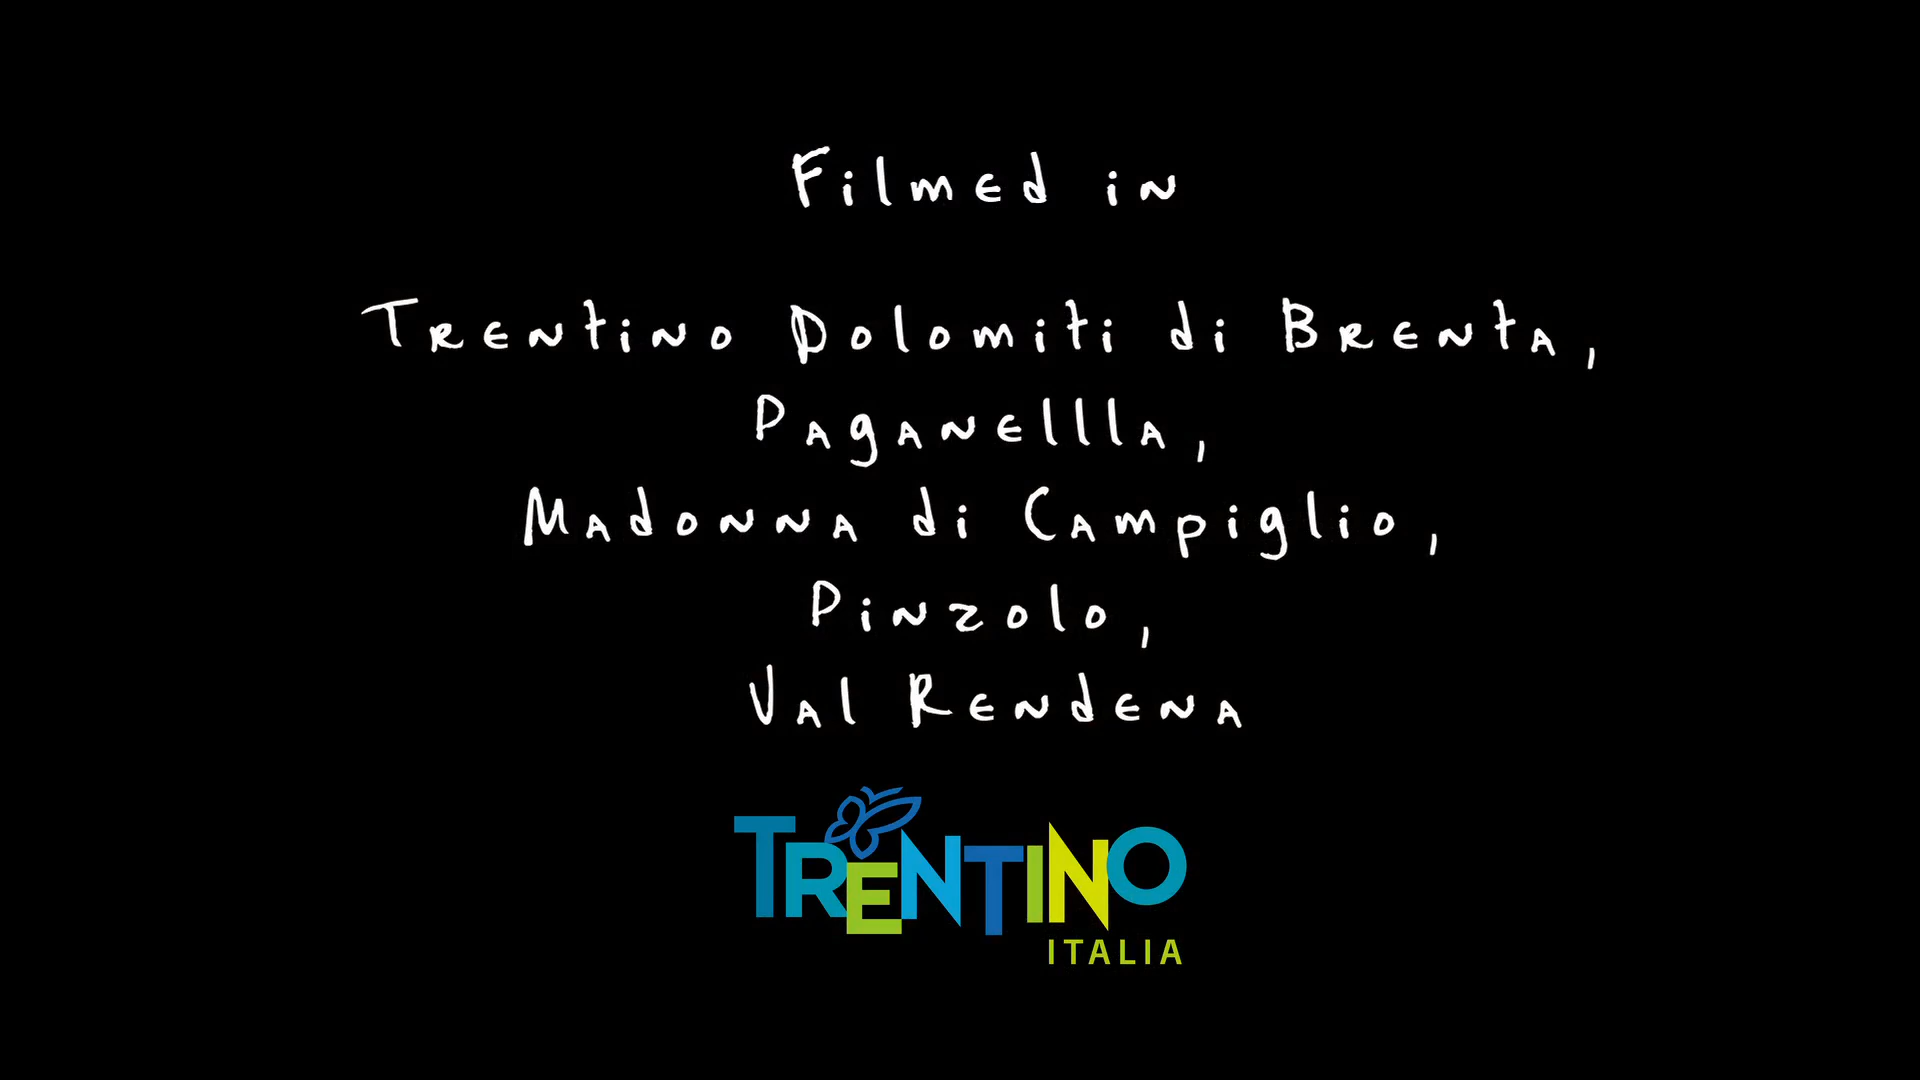 Filmed in
Trentino Dolomiti di Brenta,
Paganellla,
Madonna di Campiglio,
Pinzolo,
Val Rendena
TRENTINO
ITALIA